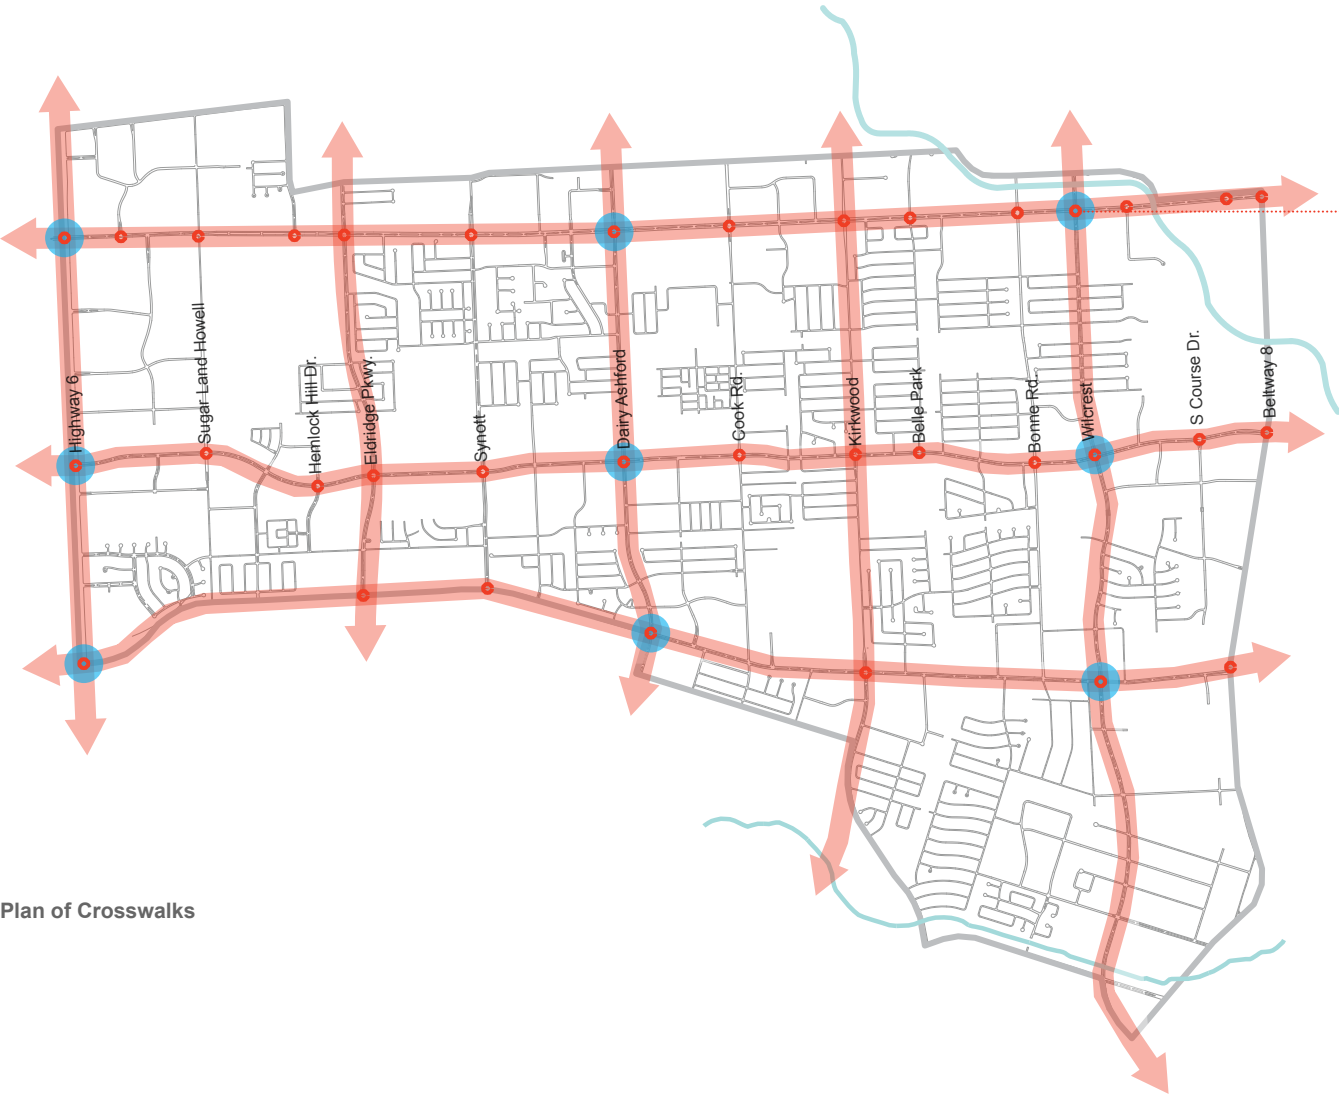 Highway 6
Sugar Land Howell
Hemlock Hill Dr.
Eldridge Pkwy.
Synott
Dairy Ashford
Cook Rd.
Kirkwood
Belle Park
Bonne Rd.
Wilcrest
S Course Dr.
Beltway 8
Plan of Crosswalks